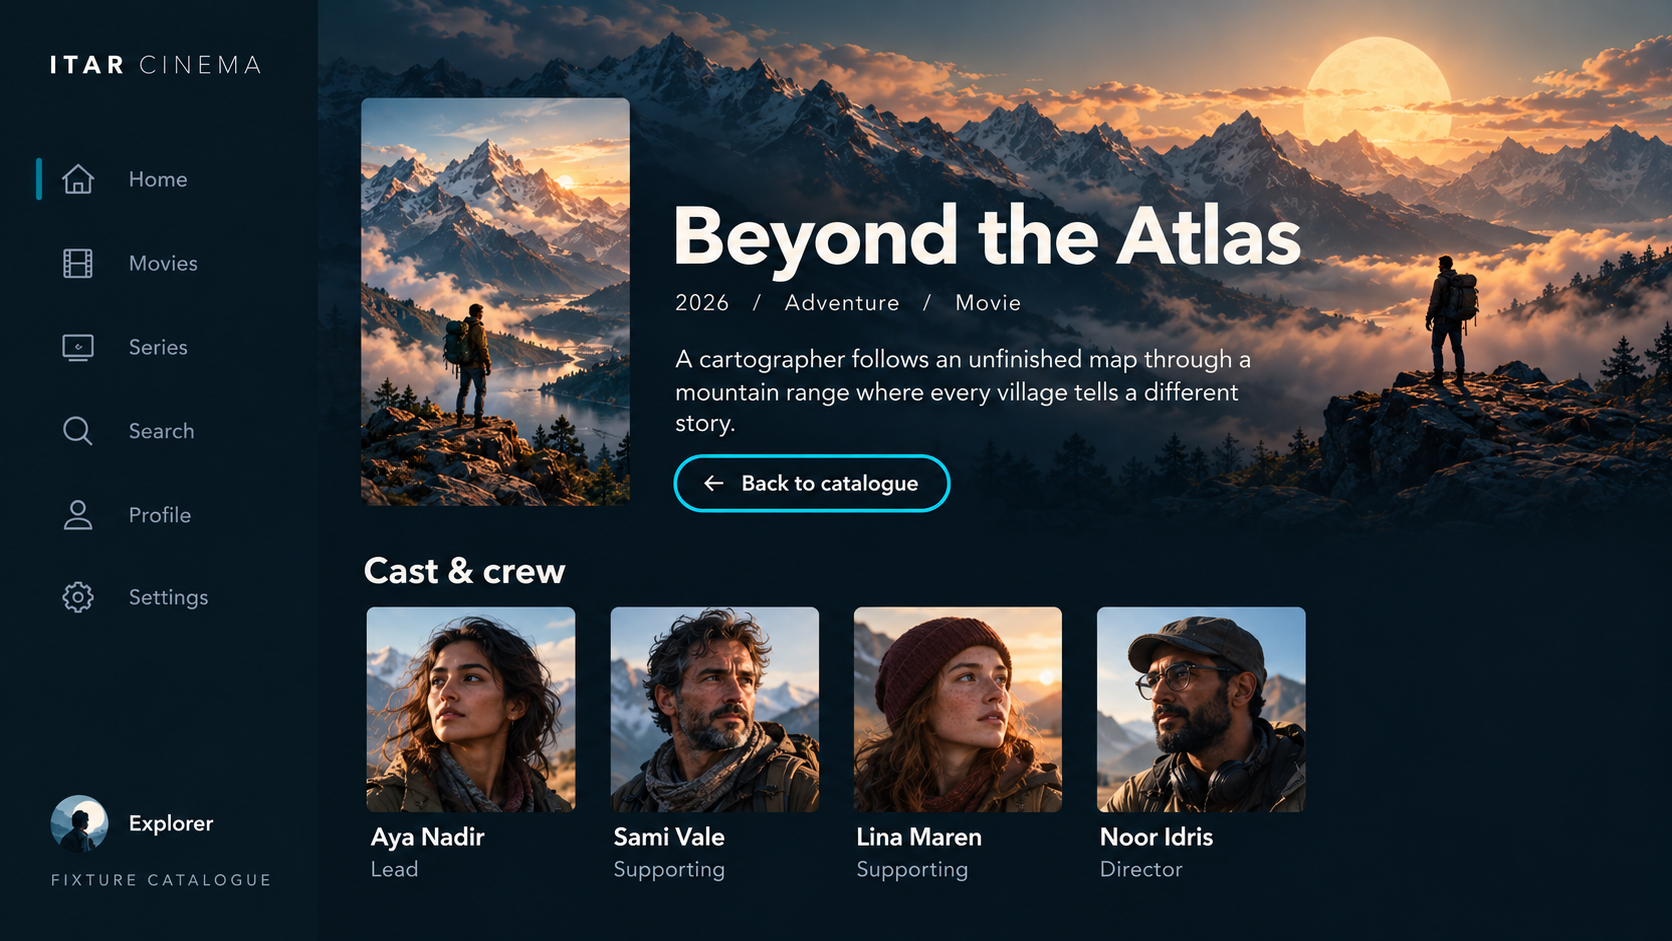 ITAR CINEMA
Home
Movies
Series
Search
Profile
Settings
Explorer
FIXTURE CATALOGUE
Beyond the Atlas
2026 / Adventure / Movie
A cartographer follows an unfinished map through a
mountain range where every village tells a different
story.
← Back to catalogue
Cast & crew
Aya Nadir
Lead
Sami Vale
Supporting
Lina Maren
Supporting
Noor Idris
Director